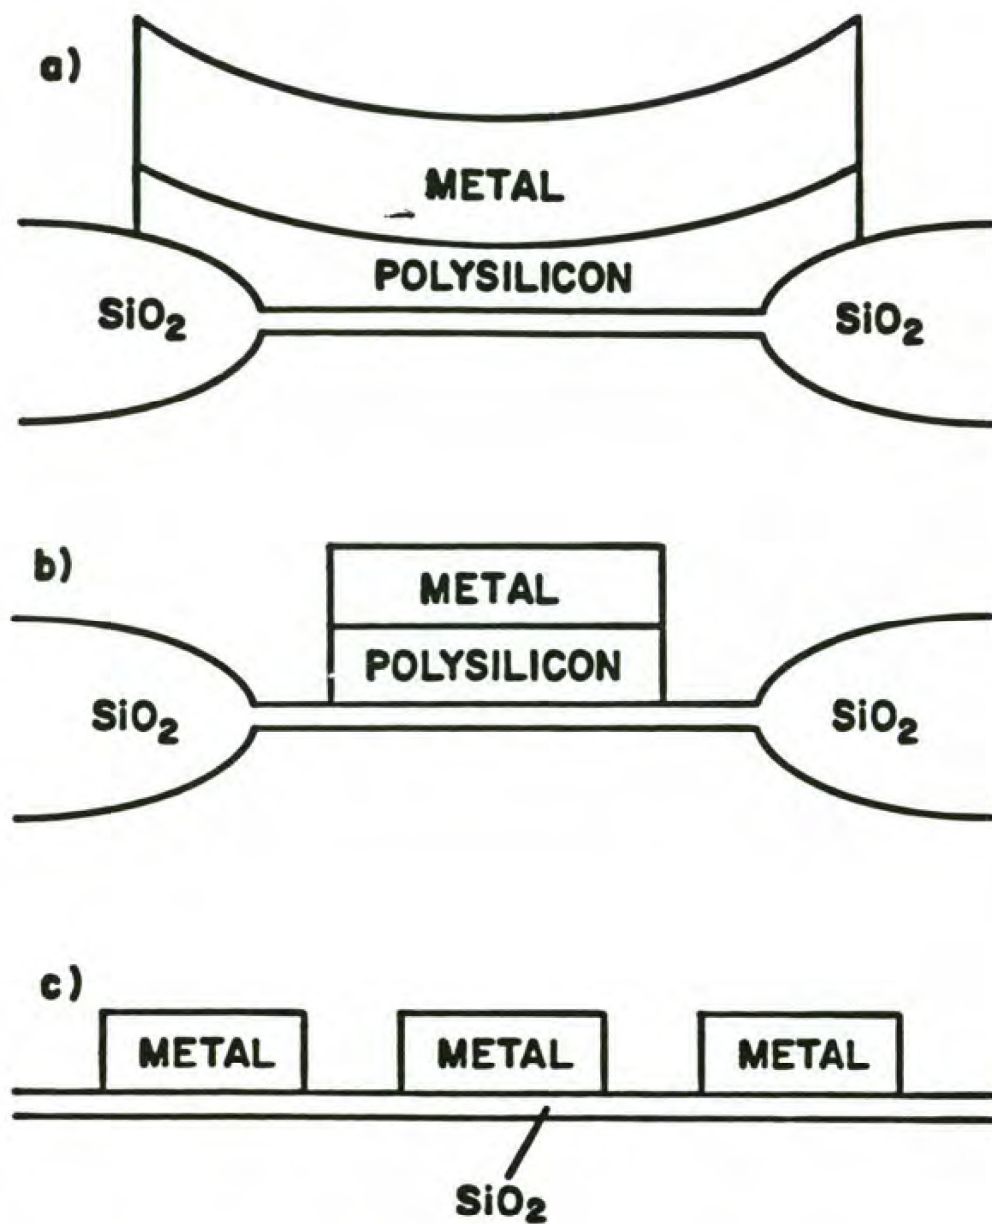 a)
METAL
POLYSILICON
SiO₂
SiO₂
b)
METAL
POLYSILICON
SiO₂
SiO₂
c)
METAL
METAL
METAL
SiO₂